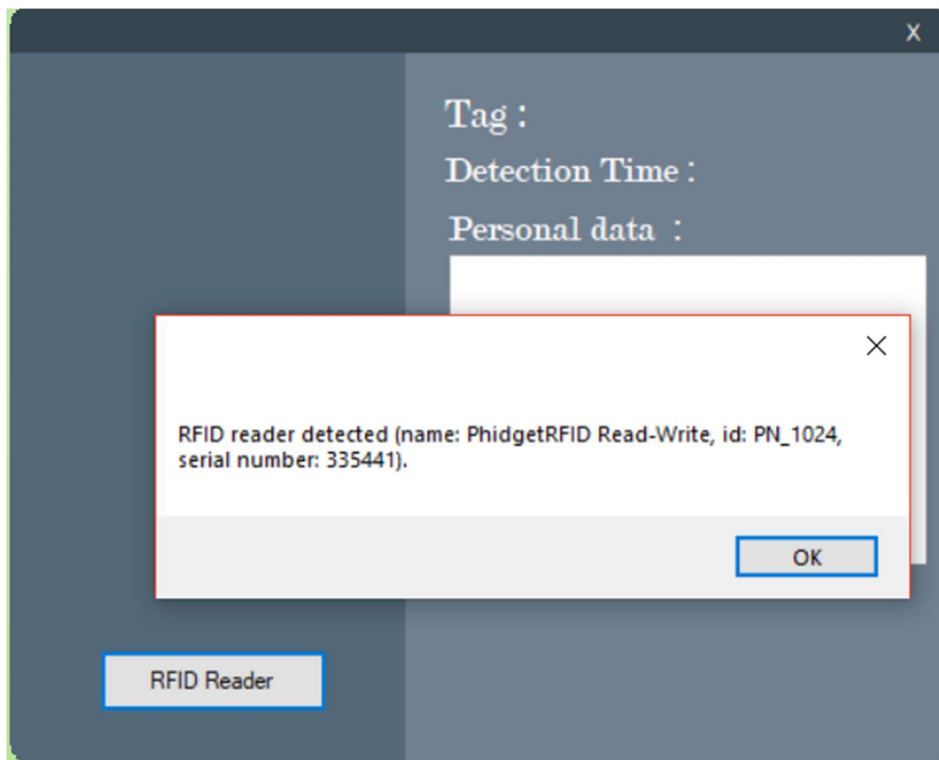 X
Tag :
Detection Time :
Personal data :
RFID reader detected (name: PhidgetRFID Read-Write, id: PN_1024,
serial number: 335441).
OK
RFID Reader